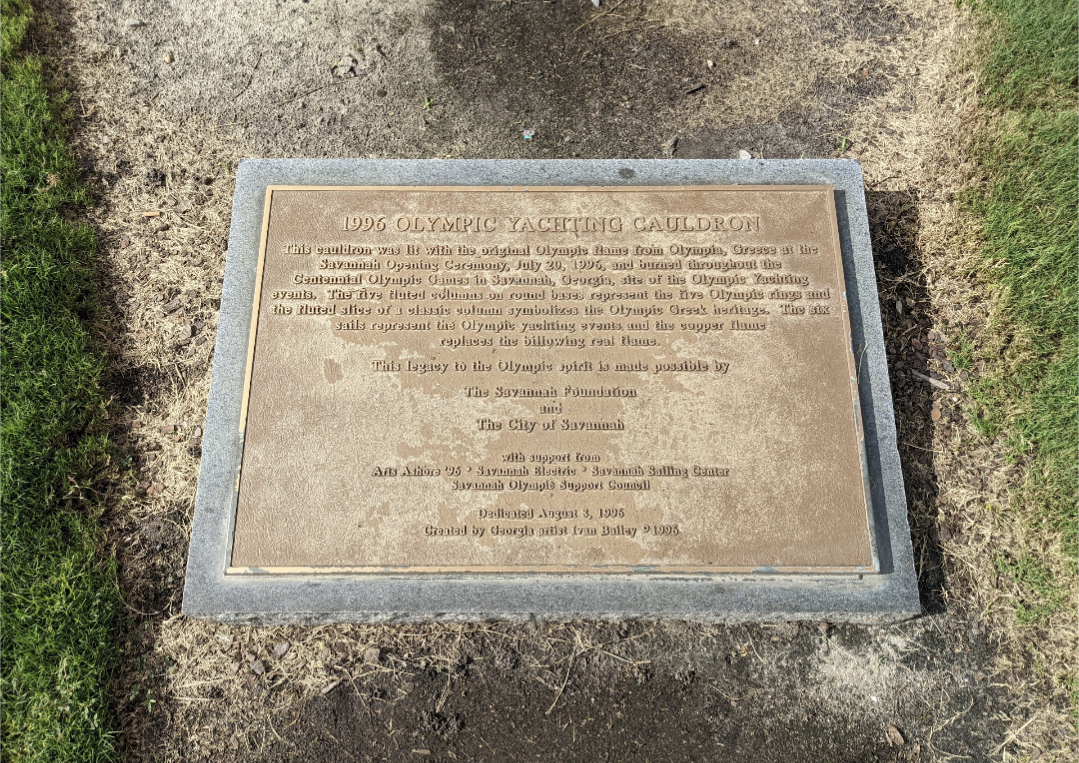 1996 OLYMPIC YACHTING CAULDRON
This cauldron was lit with the original Olympic flame from Olympia, Greece at the
Savannah Opening Ceremony, July 20, 1996, and burned throughout the
Centennial Olympic Games in Savannah, Georgia, site of the Olympic Yachting
events. The five fluted columns on round bases represent the five Olympic rings and
the fluted slice of a classic column symbolizes the Olympic Greek heritage. The six
sails represent the Olympic yachting events and the copper flame
replaces the billowing real flame.
This legacy to the Olympic spirit is made possible by
The Savannah Foundation
and
The City of Savannah
with support from
Arts Ashore '96 * Savannah Electric * Savannah Sailing Center
Savannah Olympic Support Council
Dedicated August 3, 1996
Created by Georgia artist Ivan Bailey © 1996